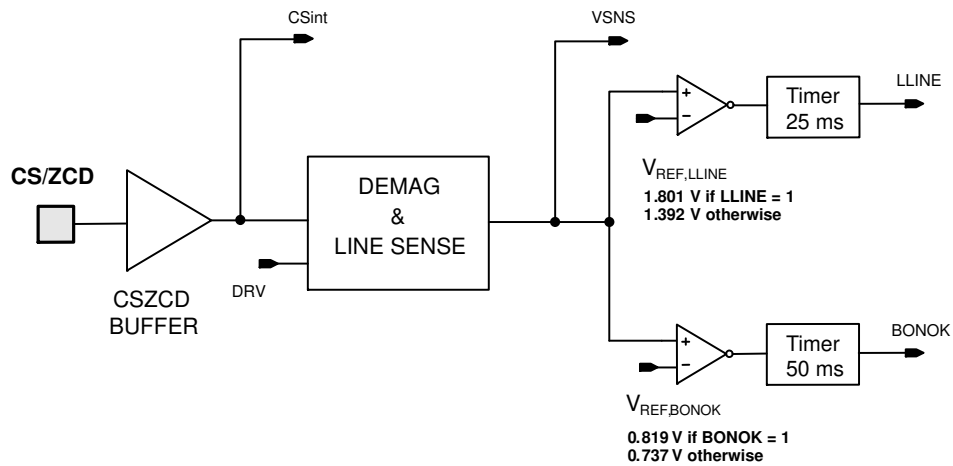 CSint
VSNS
LLINE
+
−
Timer
25 ms
CS/ZCD
DEMAG
&
LINE SENSE
V_REF,LLINE
1.801 V if LLINE = 1
1.392 V otherwise
DRV
CSZCD
BUFFER
BONOK
+
−
Timer
50 ms
V_REF,BONOK
0.819 V if BONOK = 1
0.737 V otherwise